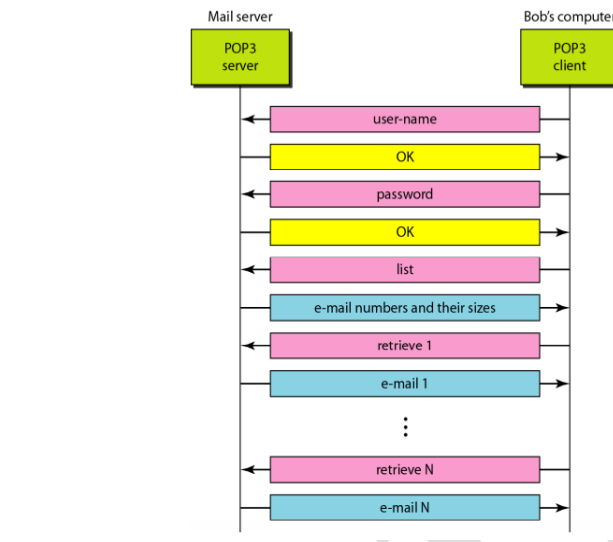 Mail server
Bob's computer
POP3
server
POP3
client
user-name
OK
password
OK
list
e-mail numbers and their sizes
retrieve 1
e-mail 1
retrieve N
e-mail N